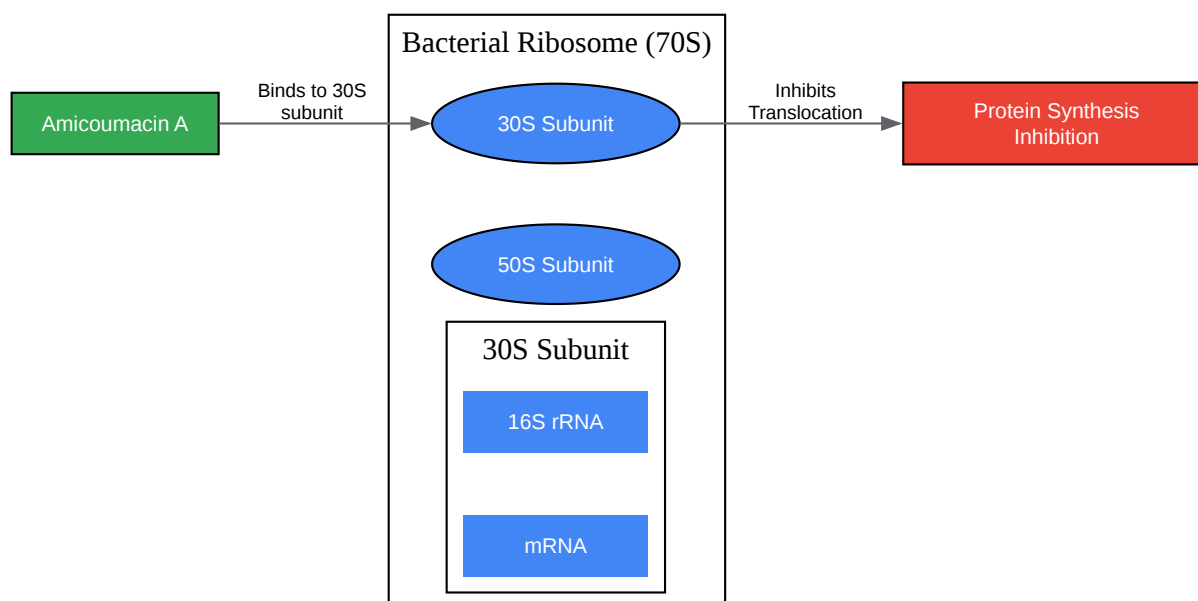 Bacterial Ribosome (70S)
Amicoumacin A
Binds to 30S
subunit
30S Subunit
Inhibits
Translocation
Protein Synthesis
Inhibition
50S Subunit
30S Subunit
16S rRNA
mRNA